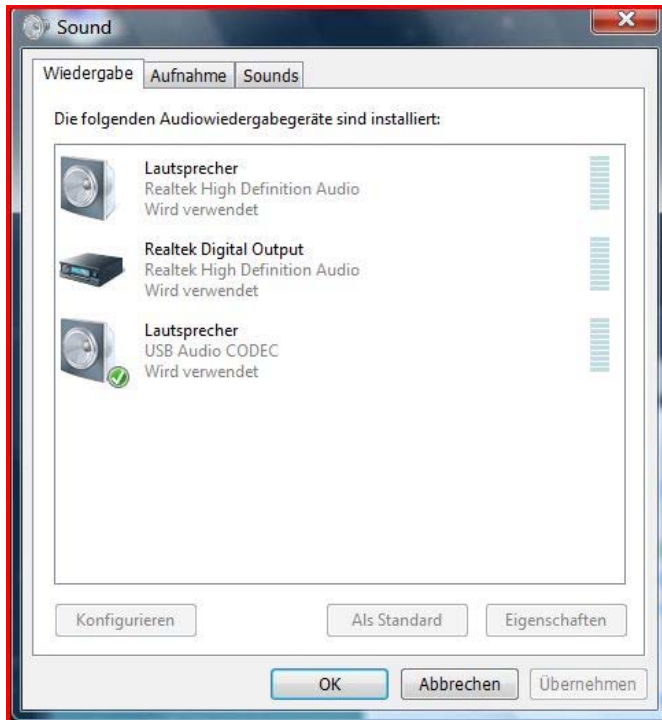 Sound
Wiedergabe Aufnahme Sounds
Die folgenden Audiowiedergabegeräte sind installiert:
Lautsprecher
Realtek High Definition Audio
Wird verwendet
Realtek Digital Output
Realtek High Definition Audio
Wird verwendet
Lautsprecher
USB Audio CODEC
Wird verwendet
Konfigurieren Als Standard Eigenschaften
OK Abbrechen Übernehmen